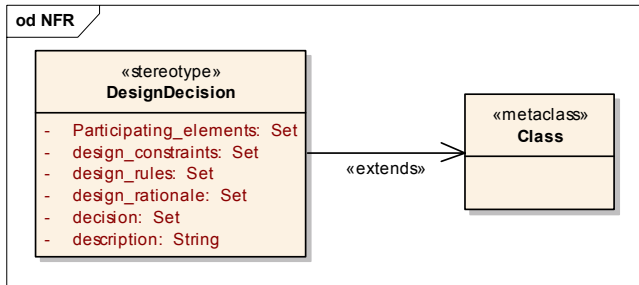 od NFR
«stereotype»
DesignDecision
- Participating_elements: Set
- design_constraints: Set
- design_rules: Set
- design_rationale: Set
- decision: Set
- description: String
«extends»
«metaclass»
Class